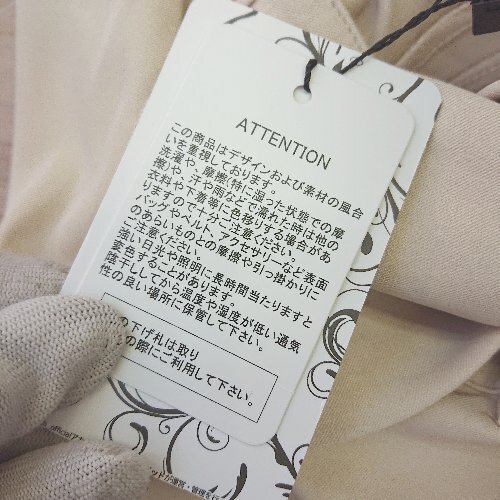 ATTENTION
この商品はデザインおよび素材の風合
いを重視しております。
洗濯や、摩擦(特に湿った状態での摩
擦)や、汗や雨などで濡れた時は他の
衣料や下着等に色移りする場合があ
りますので十分ご注意ください。
バッグやベルト、アクセサリーなど表面
のあらいものとの摩擦や引っ掛かりに
ご注意ください。
強い日光や照明に長時間当たりますと
変色することがあります。
陰干ししてから温度や湿度が低い通気
性の良い場所に保管して下さい。
の下げ札は取り
の際にご利用して下さい。
official
が運営・管理を